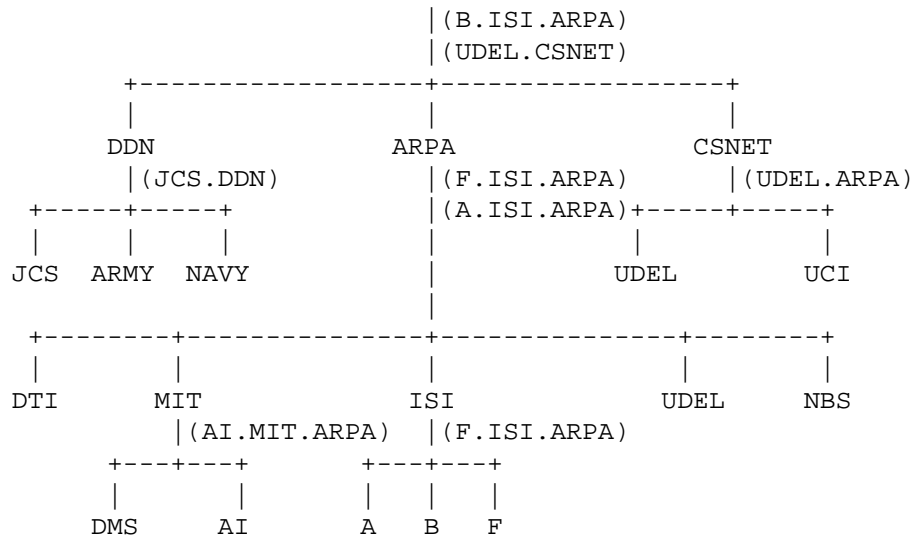 (B.ISI.ARPA)
(UDEL.CSNET)
DDN ARPA CSNET
(JCS.DDN) (F.ISI.ARPA) (UDEL.ARPA)
(A.ISI.ARPA)
JCS ARMY NAVY UDEL UCI
DTI MIT ISI UDEL NBS
(AI.MIT.ARPA) (F.ISI.ARPA)
DMS AI A B F